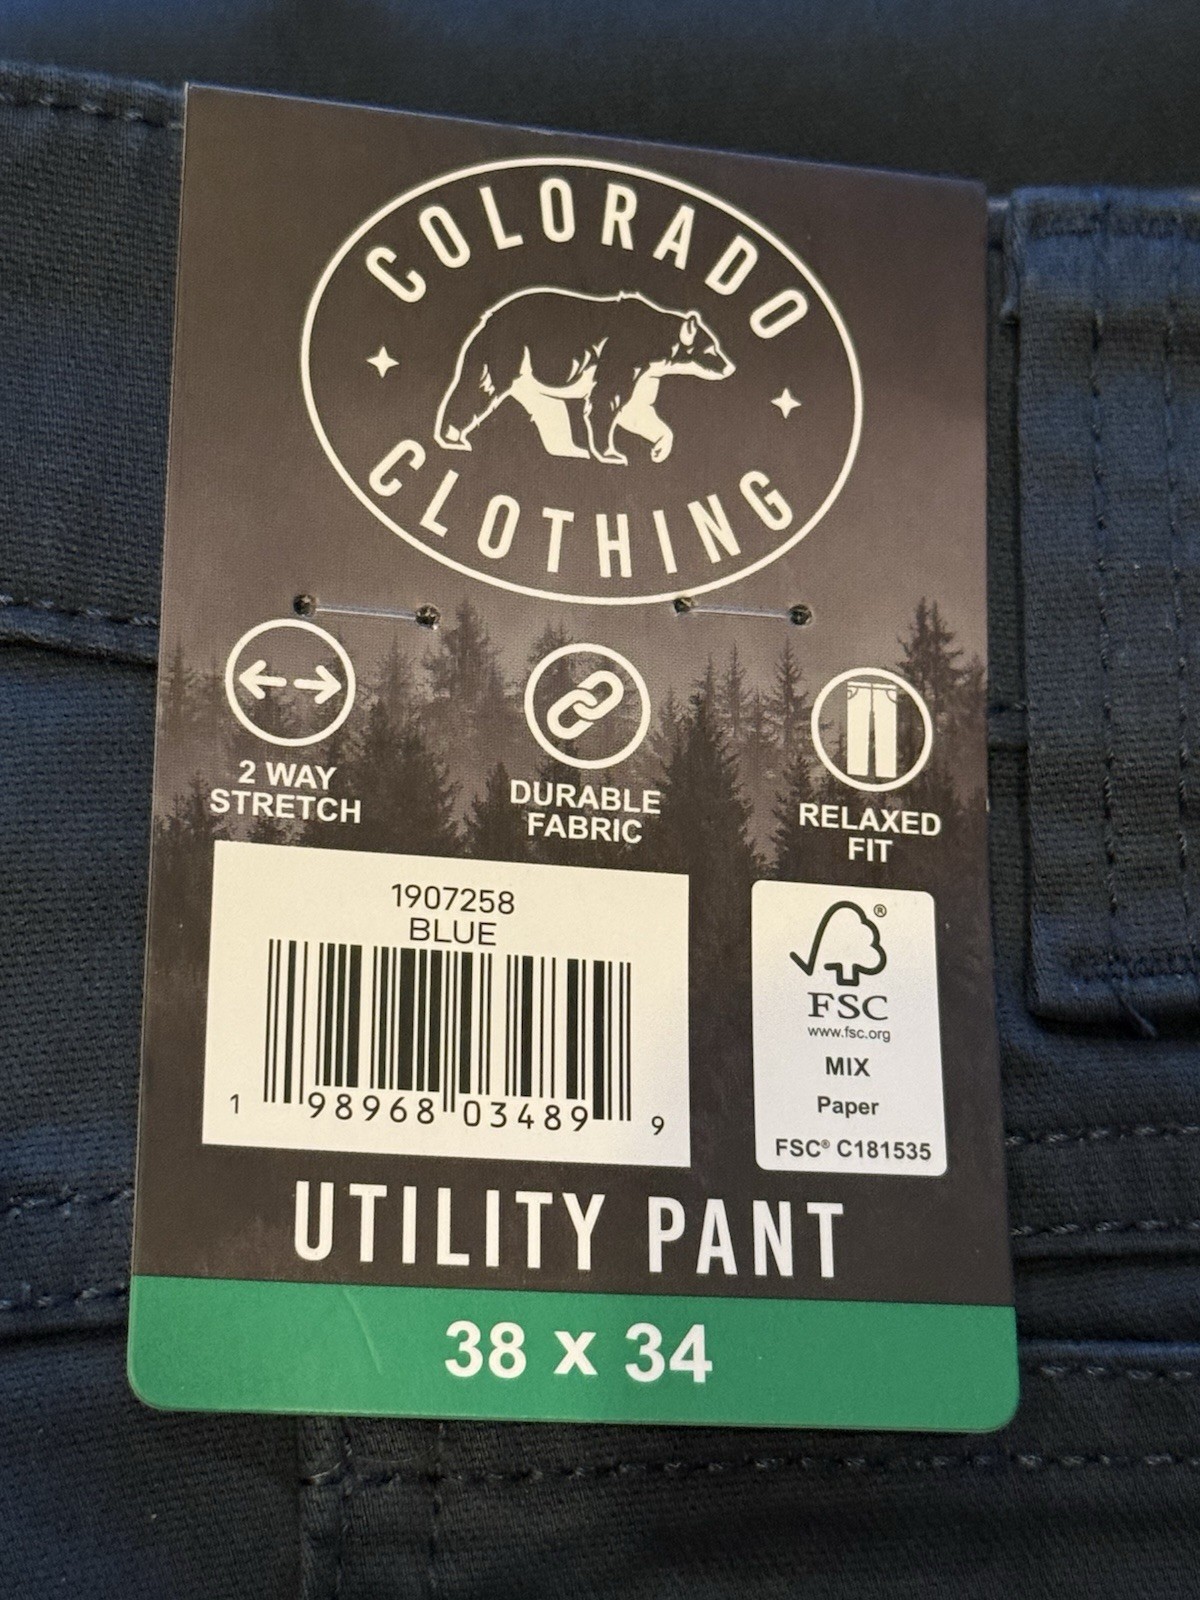 COLORADO
CLOTHING
2 WAY
STRETCH
DURABLE
FABRIC
RELAXED
FIT
1907258
BLUE
1 98968 03489 9
®
FSC
www.fsc.org
MIX
Paper
FSC® C181535
UTILITY PANT
38 x 34